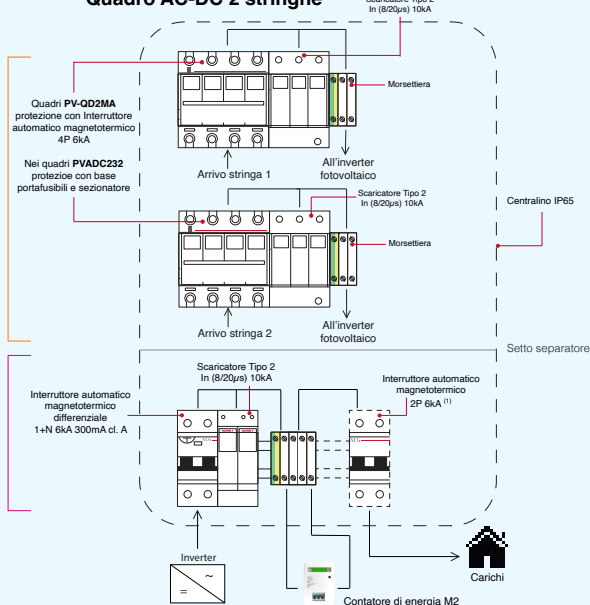 Quadro AC-DC 2 stringhe
Scaricatore Tipo 2
In (8/20µs) 10kA
Morsettiera
Quadri PV-QD2MA
protezione con Interruttore
automatico magnetotermico
4P 6kA
Nei quadri PVADC232
protezioe con base
portafusibili e sezionatore
Arrivo stringa 1
All'inverter
fotovoltaico
Scaricatore Tipo 2
In (8/20µs) 10kA
Centralino IP65
Morsettiera
Arrivo stringa 2
All'inverter
fotovoltaico
Setto separatore
Scaricatore Tipo 2
In (8/20µs) 10kA
Interruttore automatico
magnetotermico
2P 6kA (1)
Interruttore automatico
magnetotermico
differenziale
1+N 6kA 300mA cl. A
AEG
AEG
Inverter
~
=
Carichi
Contatore di energia M2